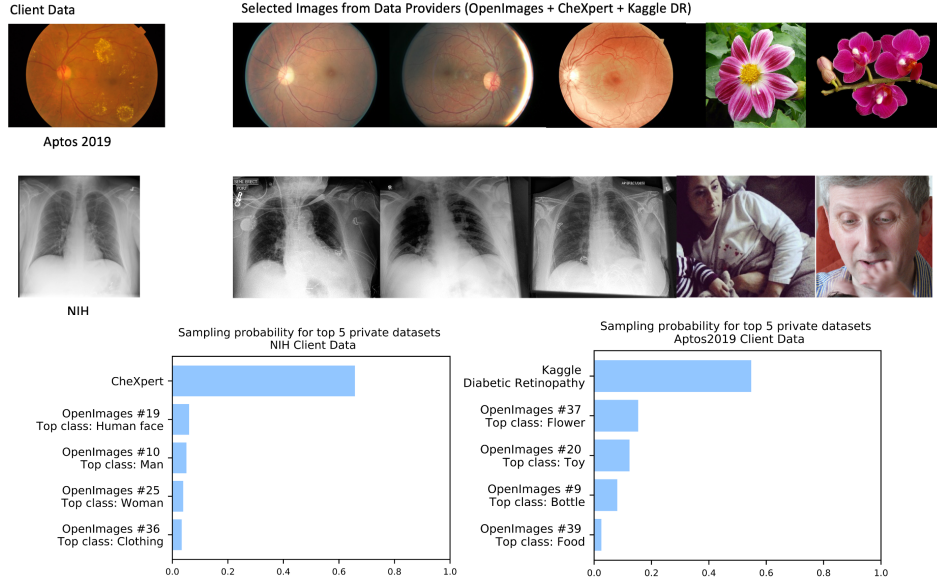 Client Data
Selected Images from Data Providers (OpenImages + CheXpert + Kaggle DR)
Aptos 2019
NIH
Sampling probability for top 5 private datasets
NIH Client Data
CheXpert
OpenImages #19
Top class: Human face
OpenImages #10
Top class: Man
OpenImages #25
Top class: Woman
OpenImages #36
Top class: Clothing
0.0 0.2 0.4 0.6 0.8 1.0
Sampling probability for top 5 private datasets
Aptos2019 Client Data
Kaggle
Diabetic Retinopathy
OpenImages #37
Top class: Flower
OpenImages #20
Top class: Toy
OpenImages #9
Top class: Bottle
OpenImages #39
Top class: Food
0.0 0.2 0.4 0.6 0.8 1.0